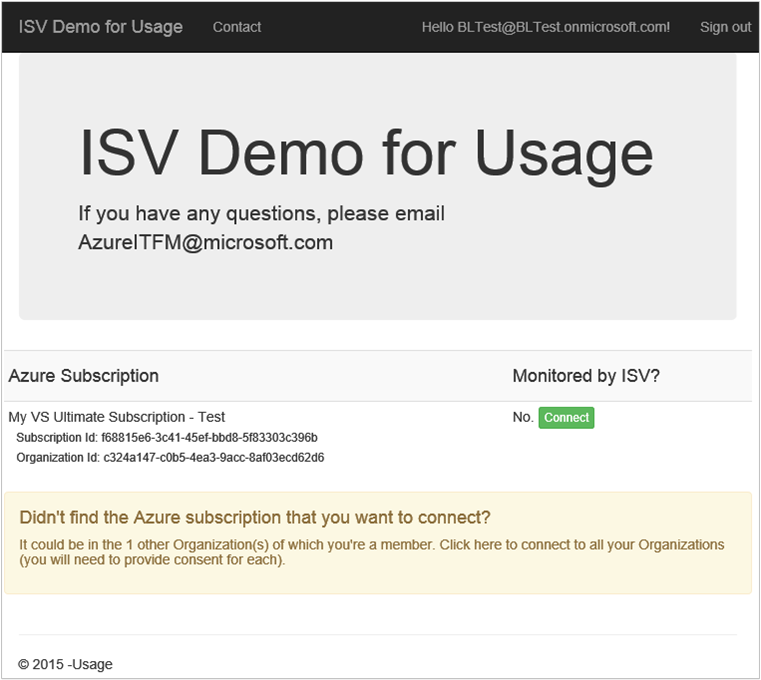 ISV Demo for Usage Contact Hello BLTest@BLTest.onmicrosoft.com! Sign out
ISV Demo for Usage
If you have any questions, please email
AzureITFM@microsoft.com
Azure Subscription Monitored by ISV?
My VS Ultimate Subscription - Test No. Connect
Subscription Id: f68815e6-3c41-45ef-bbd8-5f83303c396b
Organization Id: c324a147-c0b5-4ea3-9acc-8af03ecd62d6
Didn't find the Azure subscription that you want to connect?
It could be in the 1 other Organization(s) of which you're a member. Click here to connect to all your Organizations
(you will need to provide consent for each).
© 2015 -Usage